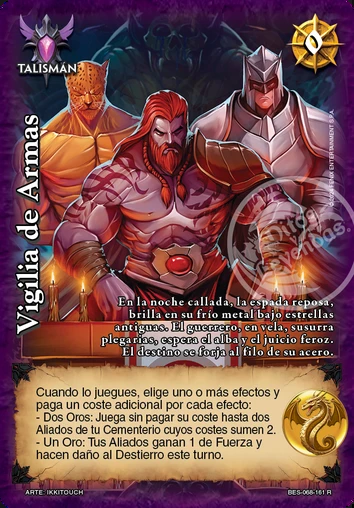 TALISMÁN
0
Vigilia de Armas
En la noche callada, la espada reposa,
brilla en su frío metal bajo estrellas
antiguas. El guerrero, en vela, susurra
plegarias, espera el alba y el juicio feroz.
El destino se forja al filo de su acero.
Cuando lo juegues, elige uno o más efectos y
paga un coste adicional por cada efecto:
- Dos Oros: Juega sin pagar su coste hasta dos
Aliados de tu Cementerio cuyos costes sumen 2.
- Un Oro: Tus Aliados ganan 1 de Fuerza y
hacen daño al Destierro este turno.
ARTE: IKKITOUCH
BES-068-161 R